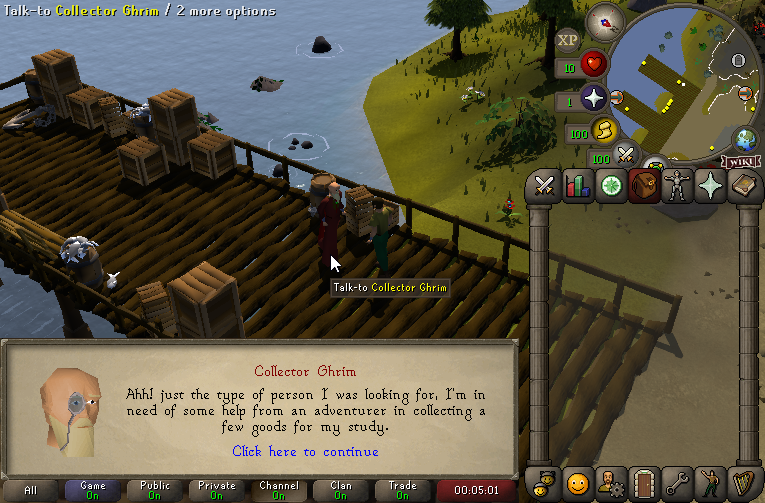 Talk-to Collector Ghrim / 2 more options
XP
10
1
100
100
WIKI
Talk-to Collector Ghrim
Collector Ghrim
Ahh! just the type of person I was looking for, I'm in
need of some help from an adventurer in collecting a
few goods for my study.
Click here to continue
All
Game
On
Public
On
Private
On
Channel
On
Clan
On
Trade
On
00:05:01